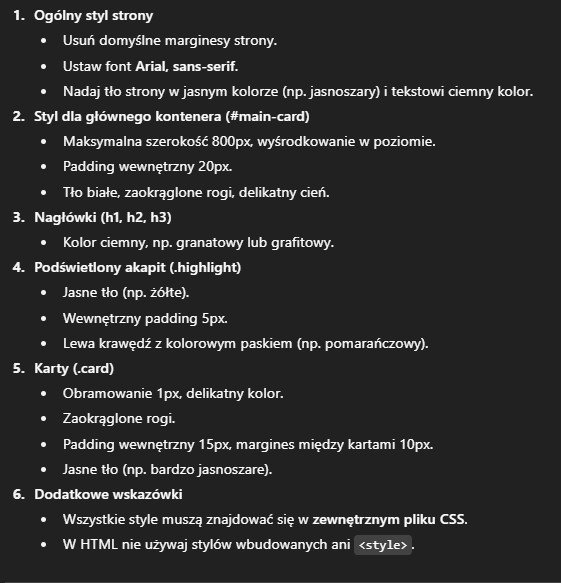 1. Ogólny styl strony
• Usuń domyślne marginesy strony.
• Ustaw font Arial, sans-serif.
• Nadaj tło strony w jasnym kolorze (np. jasnoszary) i tekstowi ciemny kolor.
2. Styl dla głównego kontenera (#main-card)
• Maksymalna szerokość 800px, wyśrodkowanie w poziomie.
• Padding wewnętrzny 20px.
• Tło białe, zaokrąglone rogi, delikatny cień.
3. Nagłówki (h1, h2, h3)
• Kolor ciemny, np. granatowy lub grafitowy.
4. Podświetlony akapit (.highlight)
• Jasne tło (np. żółte).
• Wewnętrzny padding 5px.
• Lewa krawędź z kolorowym paskiem (np. pomarańczowy).
5. Karty (.card)
• Obramowanie 1px, delikatny kolor.
• Zaokrąglone rogi.
• Padding wewnętrzny 15px, margines między kartami 10px.
• Jasne tło (np. bardzo jasnoszare).
6. Dodatkowe wskazówki
• Wszystkie style muszą znajdować się w zewnętrznym pliku CSS.
• W HTML nie używaj stylów wbudowanych ani <style>.